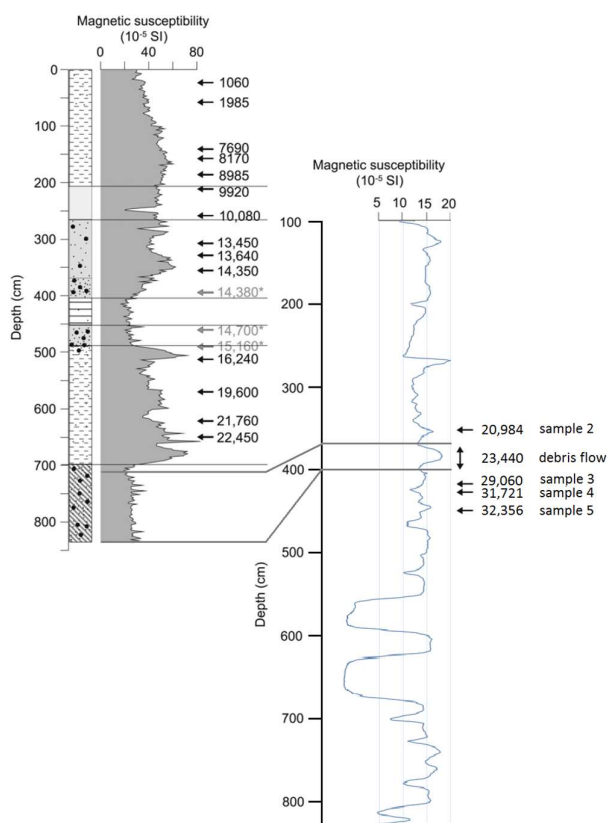 Magnetic susceptibility
(10⁻⁵ SI)
0 40 80
0
100
200
300
400
500
600
700
800
Depth (cm)
1060
1985
7690
8170
8985
9920
10,080
13,450
13,640
14,350
14,380*
14,700*
15,160*
16,240
19,600
21,760
22,450
Magnetic susceptibility
(10⁻⁵ SI)
5 10 15 20
100
200
300
400
500
600
700
800
Depth (cm)
20,984 sample 2
23,440 debris flow
29,060 sample 3
31,721 sample 4
32,356 sample 5